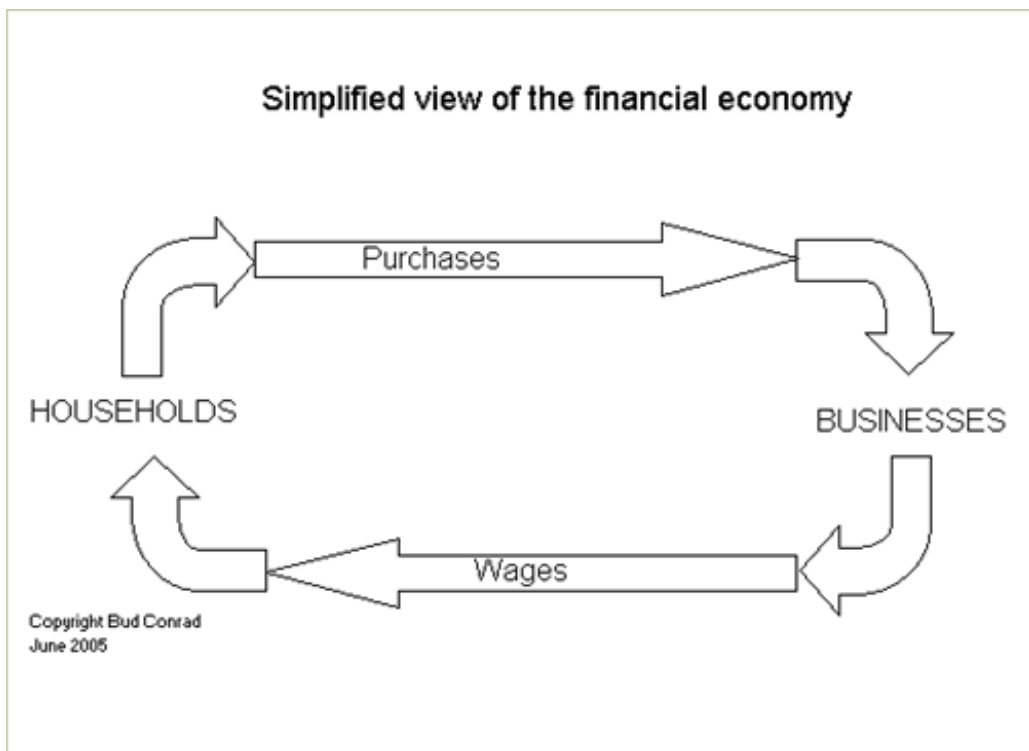 Simplified view of the financial economy
Purchases
HOUSEHOLDS
BUSINESSES
Wages
Copyright Bud Conrad
June 2005